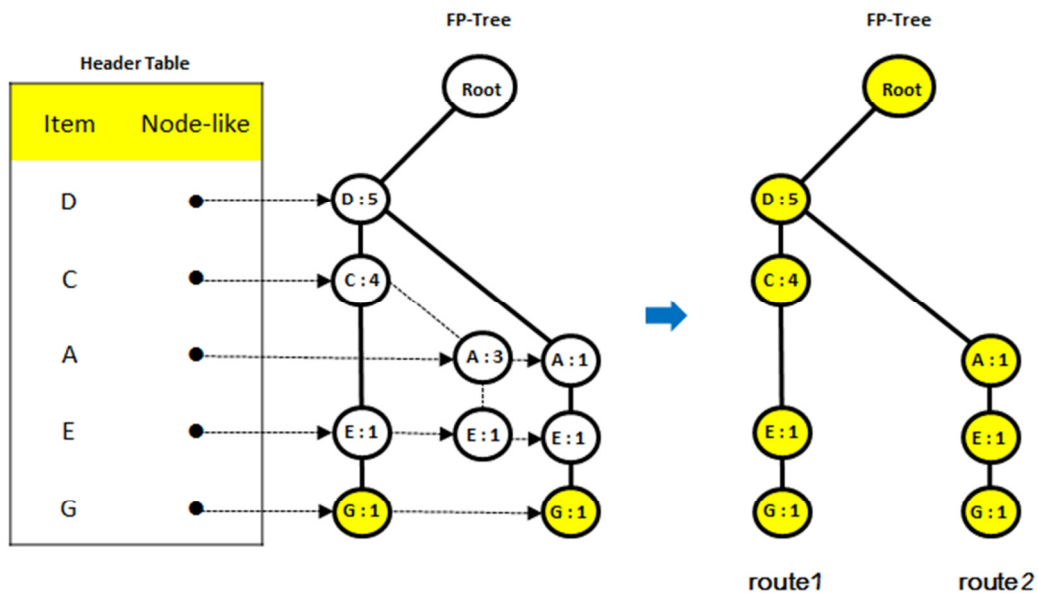 FP-Tree
FP-Tree
Header Table
Root
Root
Item Node-like
D
D : 5
D : 5
C
C : 4
C : 4
A
A : 3
A : 1
A : 1
E
E : 1
E : 1
E : 1
E : 1
E : 1
G
G : 1
G : 1
G : 1
G : 1
route1
route2